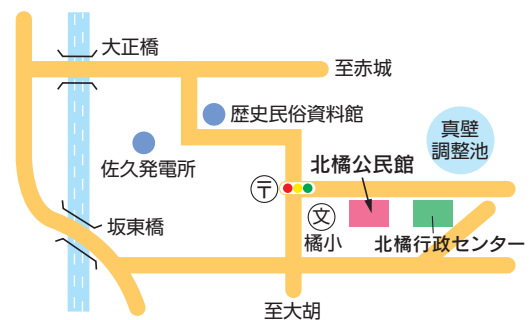 大正橋
至赤城
歴史民俗資料館
真壁
調整池
佐久発電所
北橘公民館
〒
文
坂東橋
橘小
北橘行政センター
至大胡